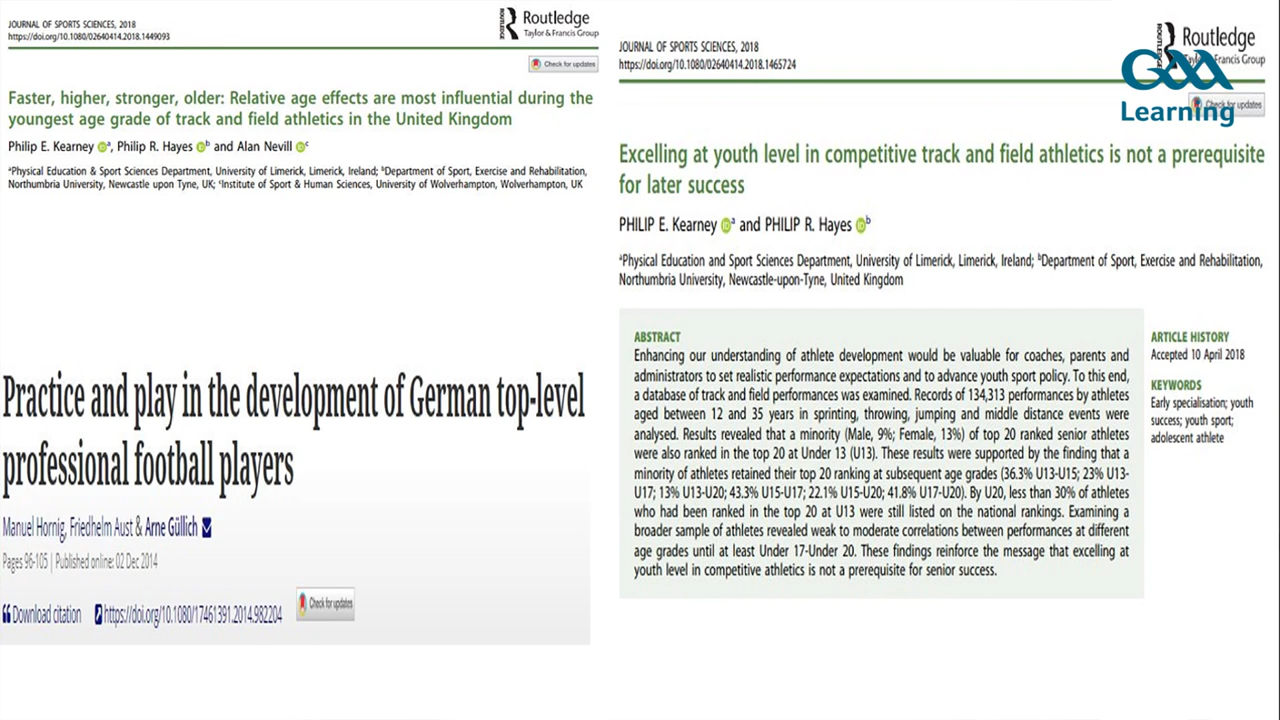 JOURNAL OF SPORTS SCIENCES, 2018
https://doi.org/10.1080/02640414.2018.1449093
ROUTLEDGE
Routledge
Taylor & Francis Group
Check for updates
Faster, higher, stronger, older: Relative age effects are most influential during the
youngest age grade of track and field athletics in the United Kingdom
Philip E. Kearney iD a, Philip R. Hayes iD b and Alan Nevill iD c
aPhysical Education & Sport Sciences Department, University of Limerick, Limerick, Ireland; bDepartment of Sport, Exercise and Rehabilitation,
Northumbria University, Newcastle upon Tyne, UK; cInstitute of Sport & Human Sciences, University of Wolverhampton, Wolverhampton, UK
Practice and play in the development of German top-level
professional football players
Manuel Hornig, Friedhelm Aust & Arne Güllich
Pages 96-105 | Published online: 02 Dec 2014
Download citation https://doi.org/10.1080/17461391.2014.982204
Check for updates
JOURNAL OF SPORTS SCIENCES, 2018
https://doi.org/10.1080/02640414.2018.1465724
ROUTLEDGE
Routledge
Taylor & Francis Group
GAA
Learning
Check for updates
Excelling at youth level in competitive track and field athletics is not a prerequisite
for later success
PHILIP E. Kearney iD a and PHILIP R. Hayes iD b
aPhysical Education and Sport Sciences Department, University of Limerick, Limerick, Ireland; bDepartment of Sport, Exercise and Rehabilitation,
Northumbria University, Newcastle-upon-Tyne, United Kingdom
ABSTRACT
Enhancing our understanding of athlete development would be valuable for coaches, parents and
administrators to set realistic performance expectations and to advance youth sport policy. To this end,
a database of track and field performances was examined. Records of 134,313 performances by athletes
aged between 12 and 35 years in sprinting, throwing, jumping and middle distance events were
analysed. Results revealed that a minority (Male, 9%; Female, 13%) of top 20 ranked senior athletes
were also ranked in the top 20 at Under 13 (U13). These results were supported by the finding that a
minority of athletes retained their top 20 ranking at subsequent age grades (36.3% U13-U15; 23% U13-
U17; 13% U13-U20; 43.3% U15-U17; 22.1% U15-U20; 41.8% U17-U20). By U20, less than 30% of athletes
who had been ranked in the top 20 at U13 were still listed on the national rankings. Examining a
broader sample of athletes revealed weak to moderate correlations between performances at different
age grades until at least Under 17-Under 20. These findings reinforce the message that excelling at
youth level in competitive athletics is not a prerequisite for senior success.
ARTICLE HISTORY
Accepted 10 April 2018
KEYWORDS
Early specialisation; youth
success; youth sport;
adolescent athlete